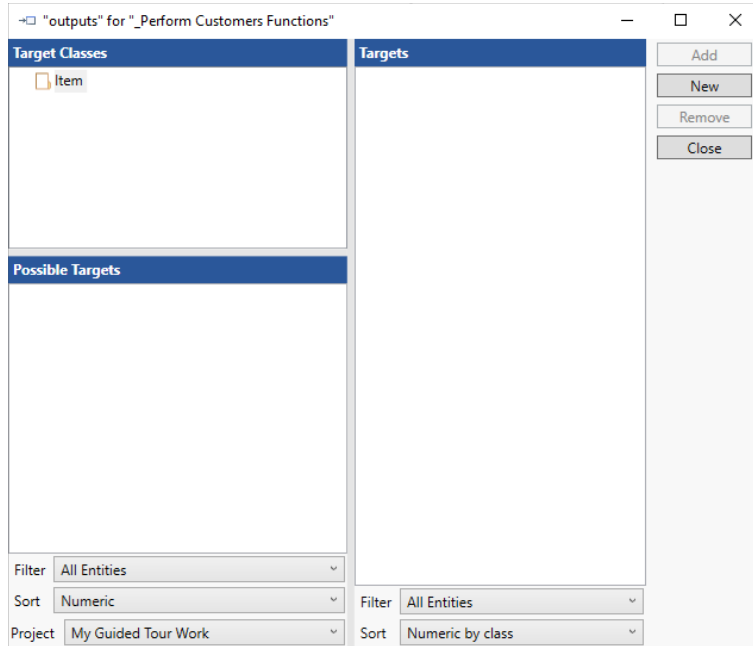 "outputs" for "_Perform Customers Functions"
Target Classes
Item
Possible Targets
Filter All Entities
Sort Numeric
Project My Guided Tour Work
Targets
Filter All Entities
Sort Numeric by class
Add
New
Remove
Close